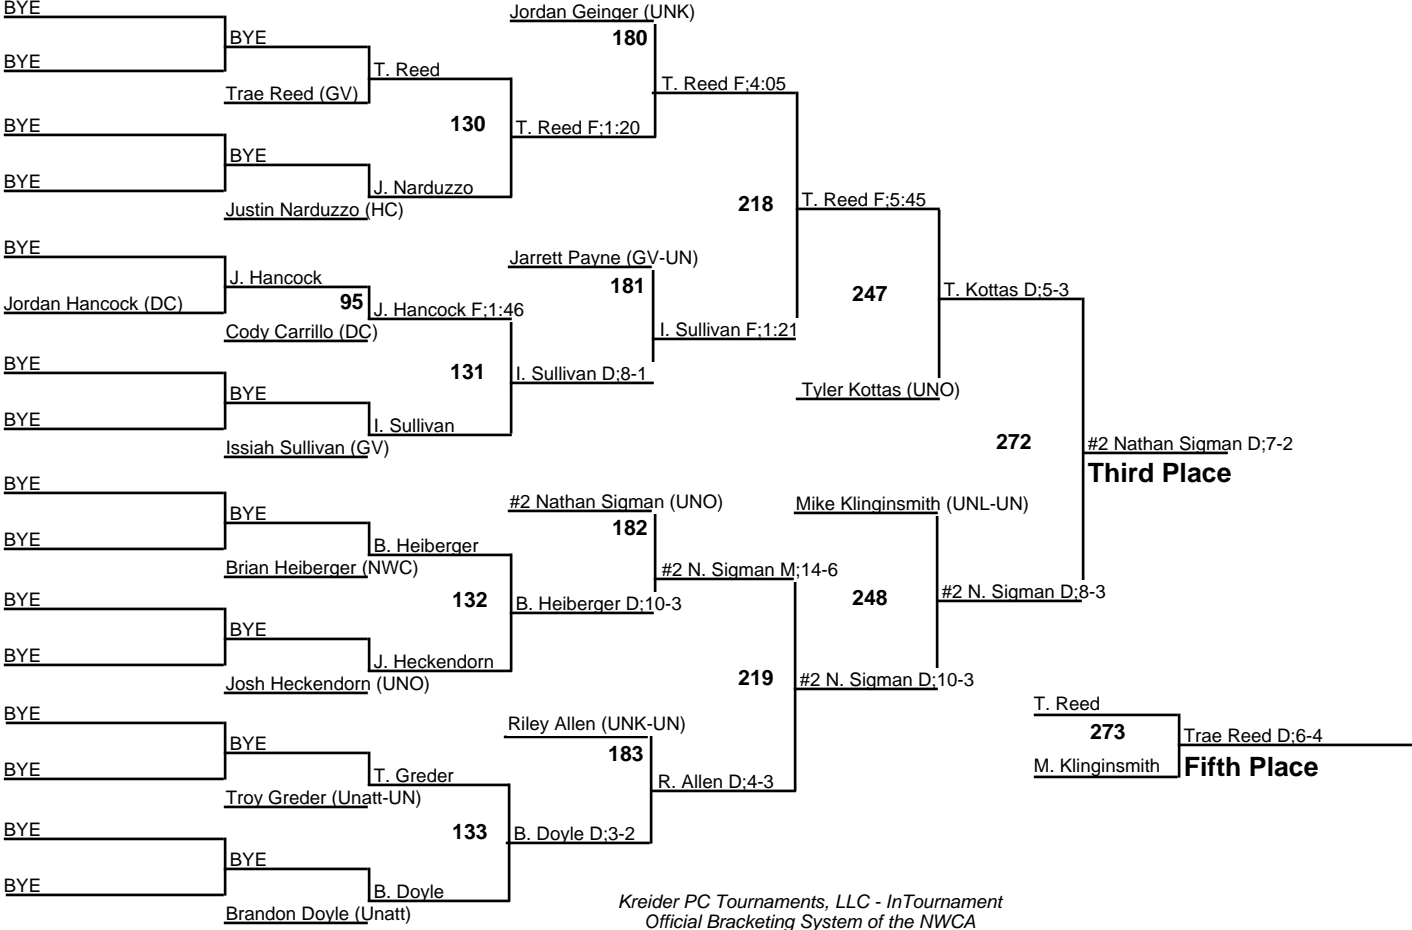 BYE
Jordan Geinger (UNK)
BYE
180
BYE
T. Reed
T. Reed F;4:05
Trae Reed (GV)
BYE
130
T. Reed F;1:20
BYE
BYE
J. Narduzzo
Justin Narduzzo (HC)
218
T. Reed F;5:45
BYE
Jarrett Payne (GV-UN)
J. Hancock
181
247
T. Kottas D;5-3
Jordan Hancock (DC)
95
J. Hancock F;1:46
Cody Carrillo (DC)
I. Sullivan F;1:21
BYE
131
I. Sullivan D;8-1
BYE
Tyler Kottas (UNO)
BYE
I. Sullivan
Issiah Sullivan (GV)
272
#2 Nathan Sigman D;7-2
Third Place
BYE
#2 Nathan Sigman (UNO)
Mike Klinginsmith (UNL-UN)
BYE
182
BYE
B. Heiberger
Brian Heiberger (NWC)
#2 N. Sigman M;14-6
BYE
132
B. Heiberger D;10-3
248
#2 N. Sigman D;8-3
BYE
BYE
J. Heckendorn
Josh Heckendorn (UNO)
219
#2 N. Sigman D;10-3
BYE
Riley Allen (UNK-UN)
T. Reed
BYE
183
273
Trae Reed D;6-4
BYE
T. Greder
R. Allen D;4-3
M. Klinginsmith
Fifth Place
Troy Greder (Unatt-UN)
BYE
133
B. Doyle D;3-2
BYE
BYE
B. Doyle
Brandon Doyle (Unatt)
Kreider PC Tournaments, LLC - InTournament
Official Bracketing System of the NWCA